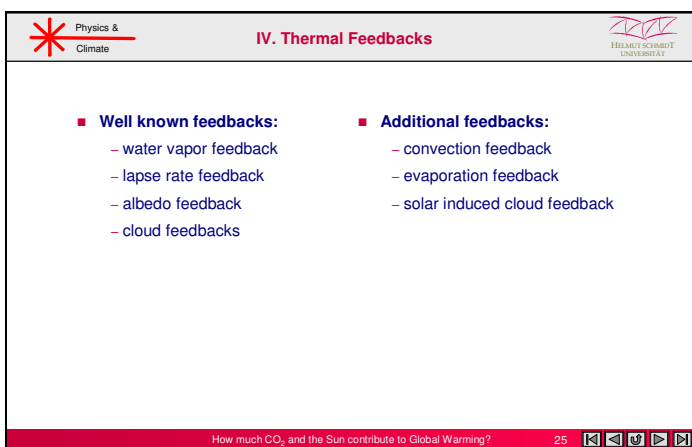 Physics &
Climate
IV. Thermal Feedbacks
HELMUT SCHMIDT
UNIVERSITÄT
Well known feedbacks:
– water vapor feedback
– lapse rate feedback
– albedo feedback
– cloud feedbacks
Additional feedbacks:
– convection feedback
– evaporation feedback
– solar induced cloud feedback
How much CO₂ and the Sun contribute to Global Warming?
25